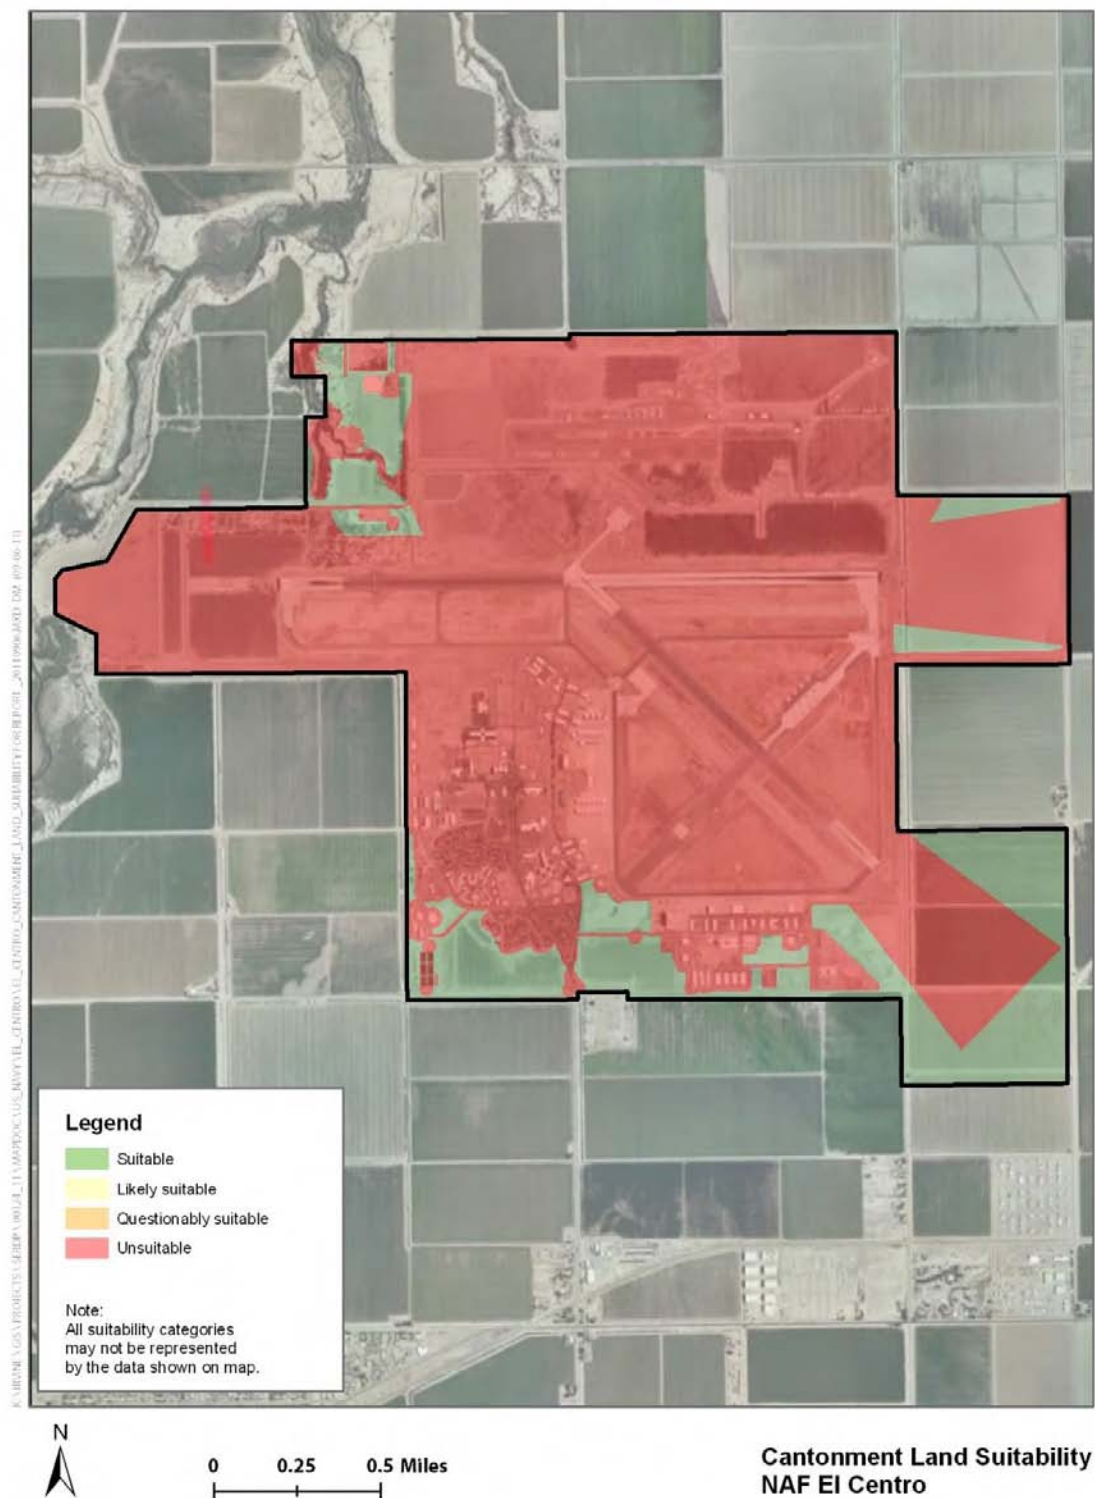 Legend
Suitable
Likely suitable
Questionably suitable
Unsuitable
Note:
All suitability categories
may not be represented
by the data shown on map.
N
0 0.25 0.5 Miles
Cantonment Land Suitability
NAF El Centro